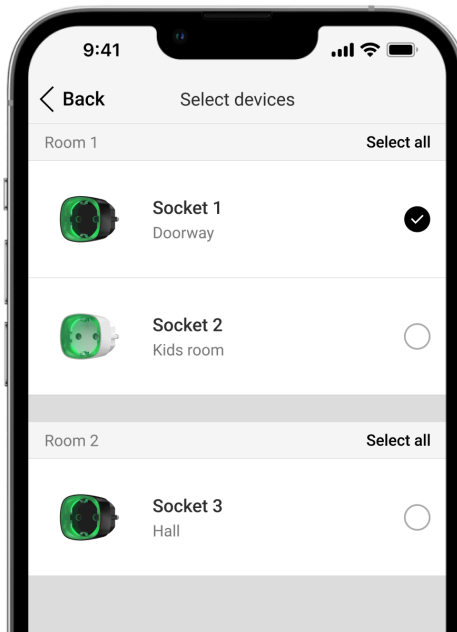 9:41
Back
Select devices
Room 1
Select all
Socket 1
Doorway
Socket 2
Kids room
Room 2
Select all
Socket 3
Hall